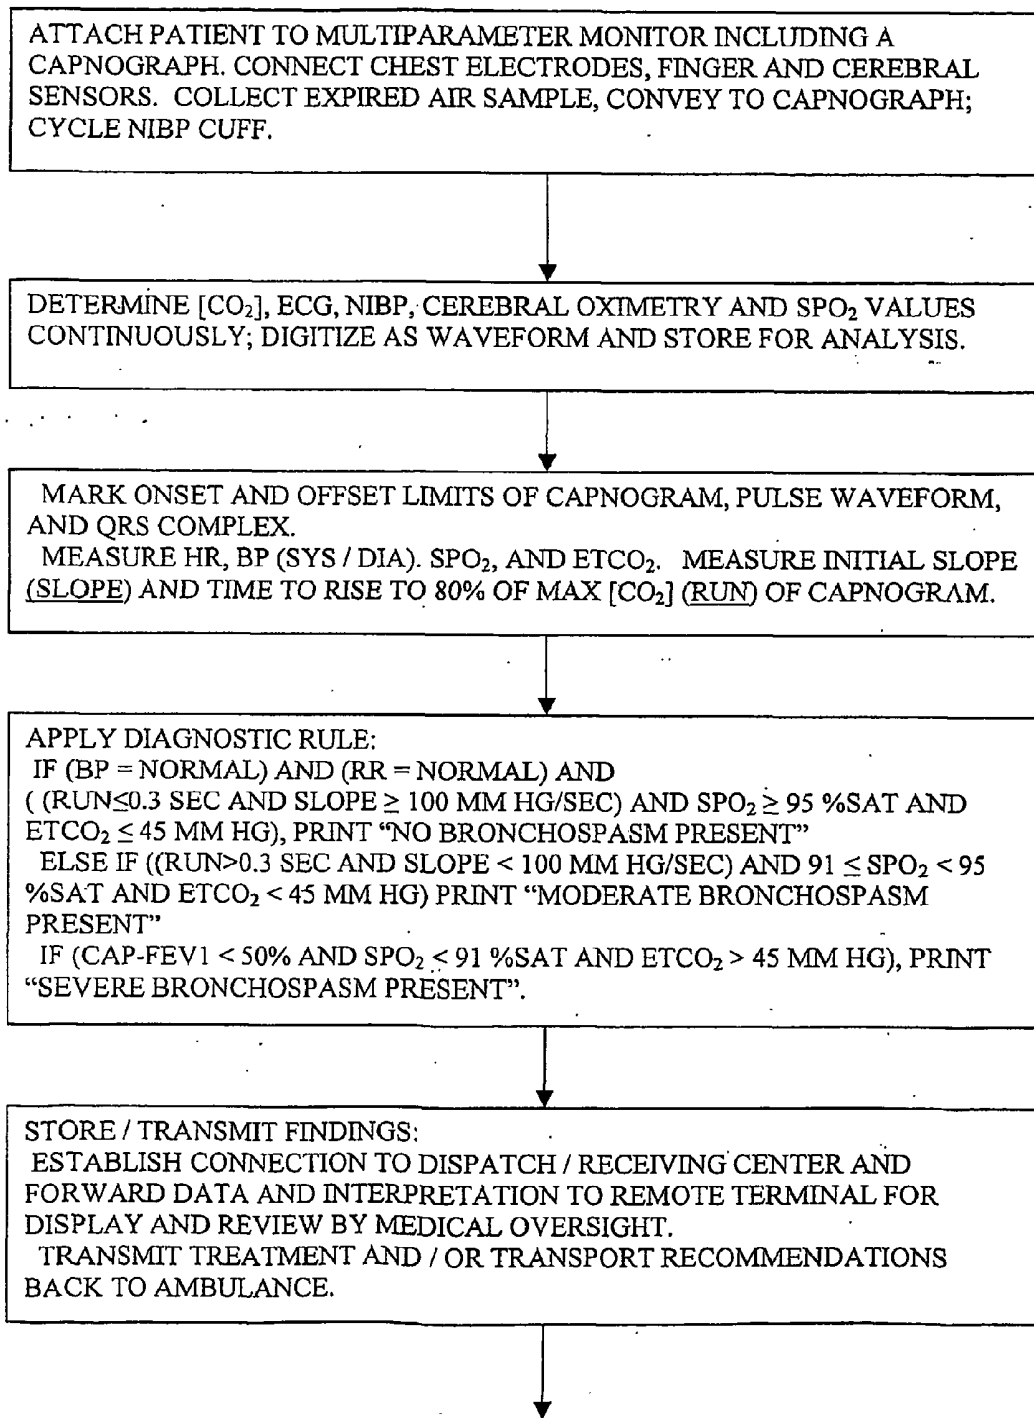 ATTACH PATIENT TO MULTIPARAMETER MONITOR INCLUDING A
CAPNOGRAPH. CONNECT CHEST ELECTRODES, FINGER AND CEREBRAL
SENSORS. COLLECT EXPIRED AIR SAMPLE, CONVEY TO CAPNOGRAPH;
CYCLE NIBP CUFF.
DETERMINE [CO₂], ECG, NIBP, CEREBRAL OXIMETRY AND SPO₂ VALUES
CONTINUOUSLY; DIGITIZE AS WAVEFORM AND STORE FOR ANALYSIS.
MARK ONSET AND OFFSET LIMITS OF CAPNOGRAM, PULSE WAVEFORM,
AND QRS COMPLEX.
MEASURE HR, BP (SYS / DIA). SPO₂, AND ETCO₂. MEASURE INITIAL SLOPE
(SLOPE) AND TIME TO RISE TO 80% OF MAX [CO₂] (RUN) OF CAPNOGRAM.
APPLY DIAGNOSTIC RULE:
IF (BP = NORMAL) AND (RR = NORMAL) AND
( (RUN≤0.3 SEC AND SLOPE ≥ 100 MM HG/SEC) AND SPO₂ ≥ 95 %SAT AND
ETCO₂ ≤ 45 MM HG), PRINT “NO BRONCHOSPASM PRESENT”
ELSE IF ((RUN>0.3 SEC AND SLOPE < 100 MM HG/SEC) AND 91 ≤ SPO₂ < 95
%SAT AND ETCO₂ < 45 MM HG) PRINT “MODERATE BRONCHOSPASM
PRESENT”
IF (CAP-FEV1 < 50% AND SPO₂ < 91 %SAT AND ETCO₂ > 45 MM HG), PRINT
“SEVERE BRONCHOSPASM PRESENT”.
STORE / TRANSMIT FINDINGS:
ESTABLISH CONNECTION TO DISPATCH / RECEIVING CENTER AND
FORWARD DATA AND INTERPRETATION TO REMOTE TERMINAL FOR
DISPLAY AND REVIEW BY MEDICAL OVERSIGHT.
TRANSMIT TREATMENT AND / OR TRANSPORT RECOMMENDATIONS
BACK TO AMBULANCE.